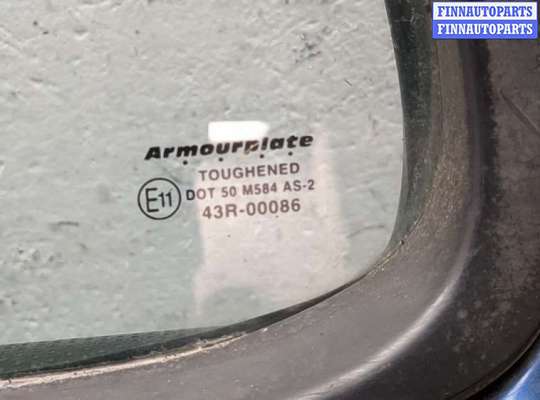 FINNAUTOPARTS
FINNAUTOPARTS
Armourplate
TOUGHENED
E11 DOT 50 M584 AS-2
43R-00086